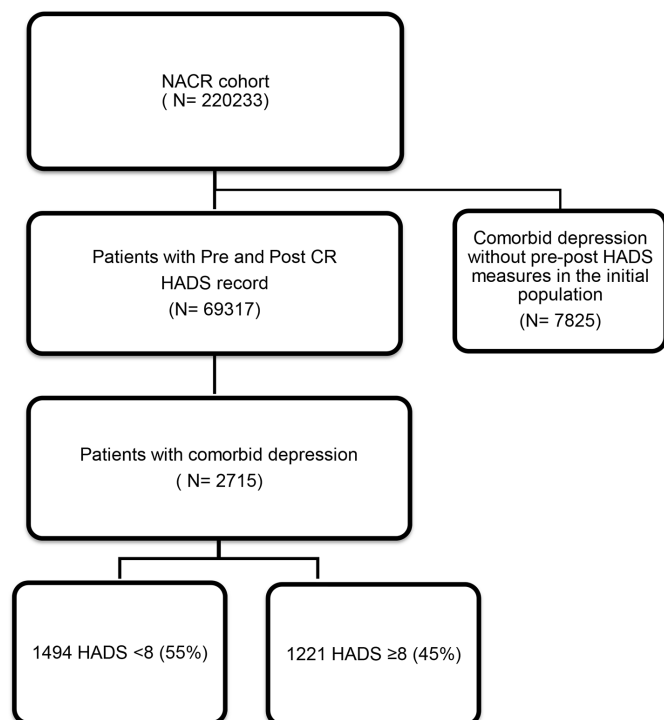 NACR cohort
( N= 220233)
Patients with Pre and Post CR
HADS record
(N= 69317)
Comorbid depression
without pre-post HADS
measures in the initial
population
(N= 7825)
Patients with comorbid depression
( N= 2715)
1494 HADS <8 (55%)
1221 HADS ≥8 (45%)